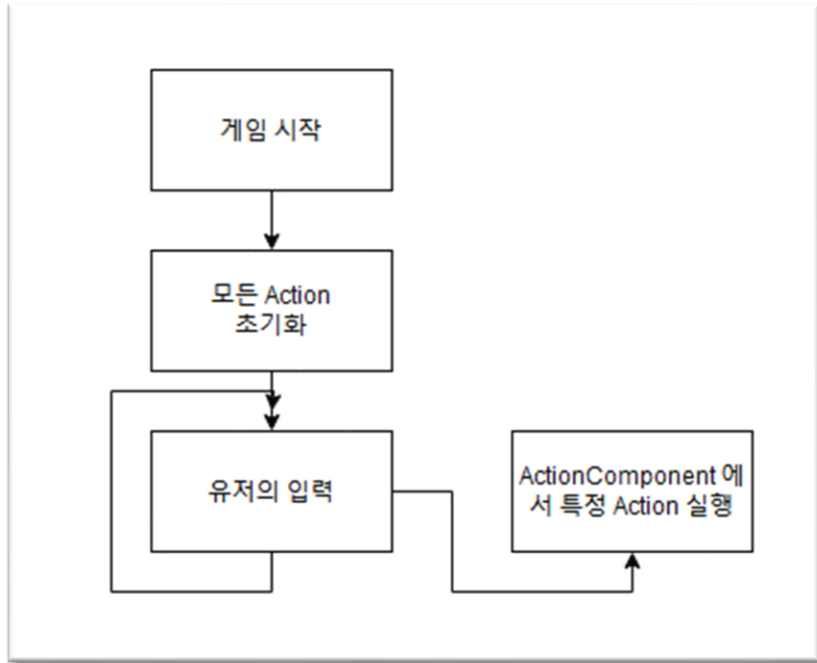 게임 시작
모든 Action
초기화
유저의 입력
ActionComponent 에
서 특정 Action 실행